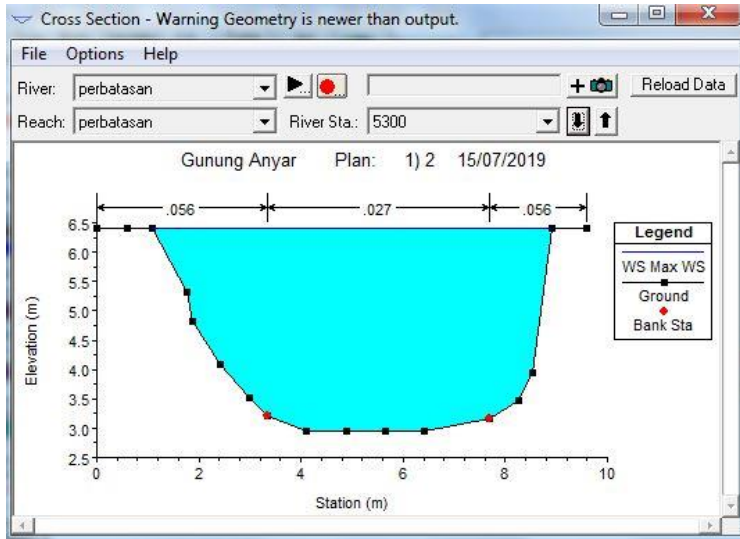 Cross Section - Warning Geometry is newer than output.
File Options Help
River: perbatasan Reload Data
Reach: perbatasan River Sta.: 5300
Gunung Anyar Plan: 1) 2 15/07/2019
.056 .027 .056
6.5
6.0
5.5
5.0
4.5
4.0
3.5
3.0
2.5
Elevation (m)
0 2 4 6 8 10
Station (m)
Legend
WS Max WS
Ground
Bank Sta